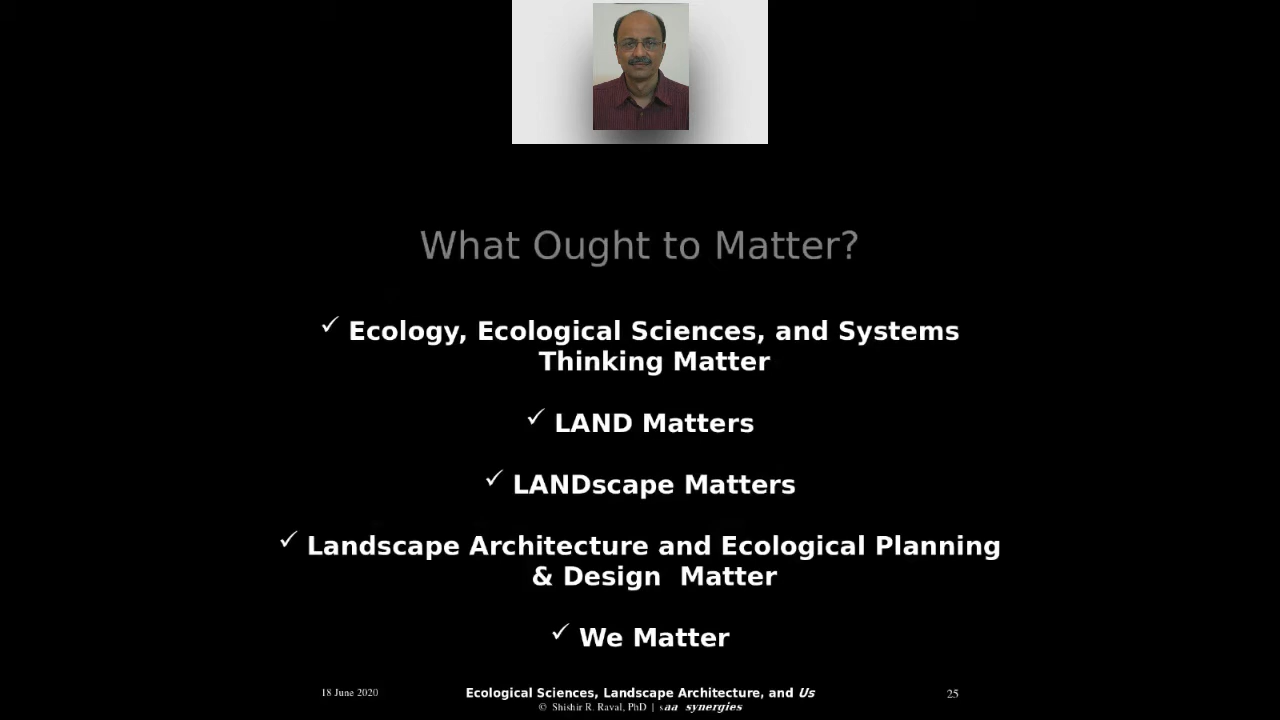 What Ought to Matter?
✓ Ecology, Ecological Sciences, and Systems
Thinking Matter
✓ LAND Matters
✓ LANDscape Matters
✓ Landscape Architecture and Ecological Planning
& Design  Matter
✓ We Matter
18 June 2020
Ecological Sciences, Landscape Architecture, and Us
25
© Shishir R. Raval, PhD | saa synergies